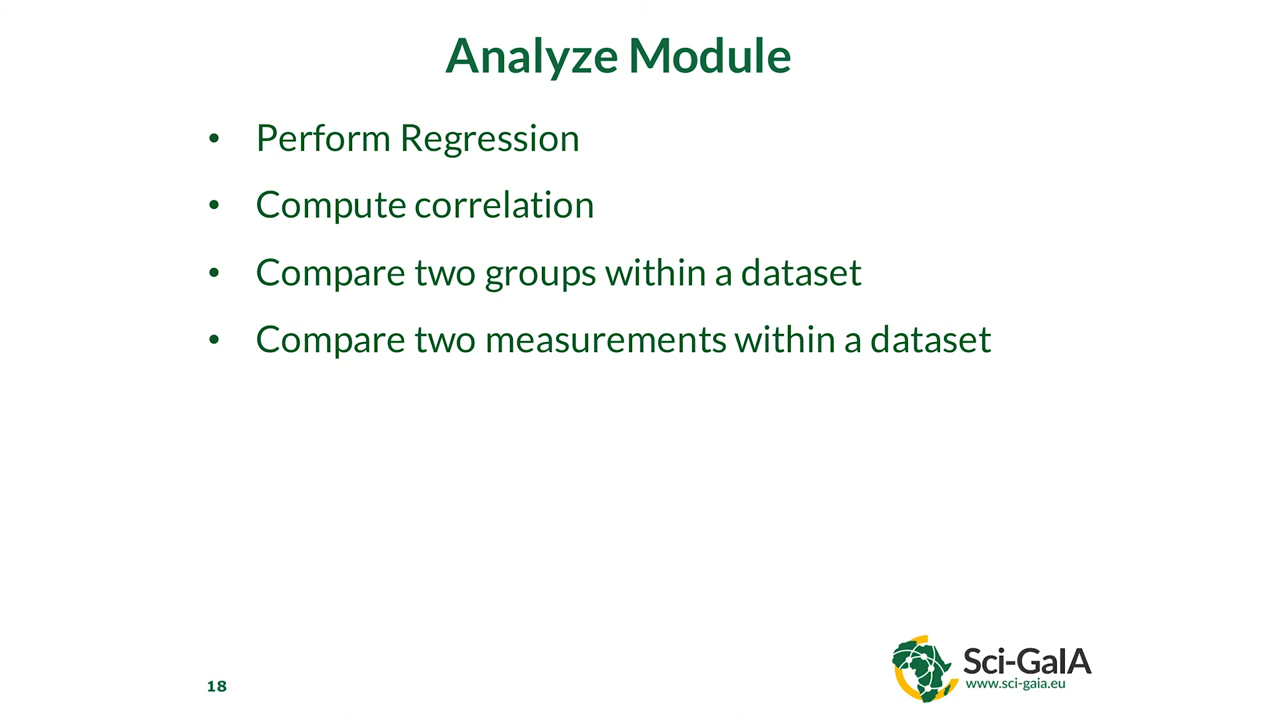 Analyze Module
• Perform Regression
• Compute correlation
• Compare two groups within a dataset
• Compare two measurements within a dataset
Sci-GaIA
www.sci-gaia.eu
18